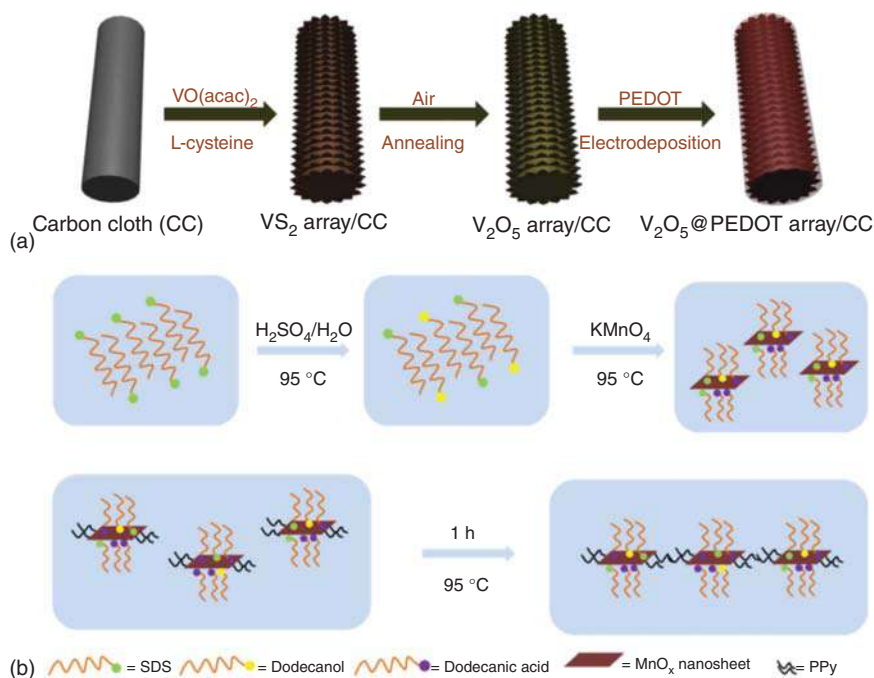 VO(acac)₂
L-cysteine
Air
Annealing
PEDOT
Electrodeposition
Carbon cloth (CC)
VS₂ array/CC
V₂O₅ array/CC
V₂O₅@PEDOT array/CC
(a)
H₂SO₄/H₂O
95 °C
KMnO₄
95 °C
1 h
95 °C
(b)
= SDS
= Dodecanol
= Dodecanic acid
= MnOₓ nanosheet
= PPy